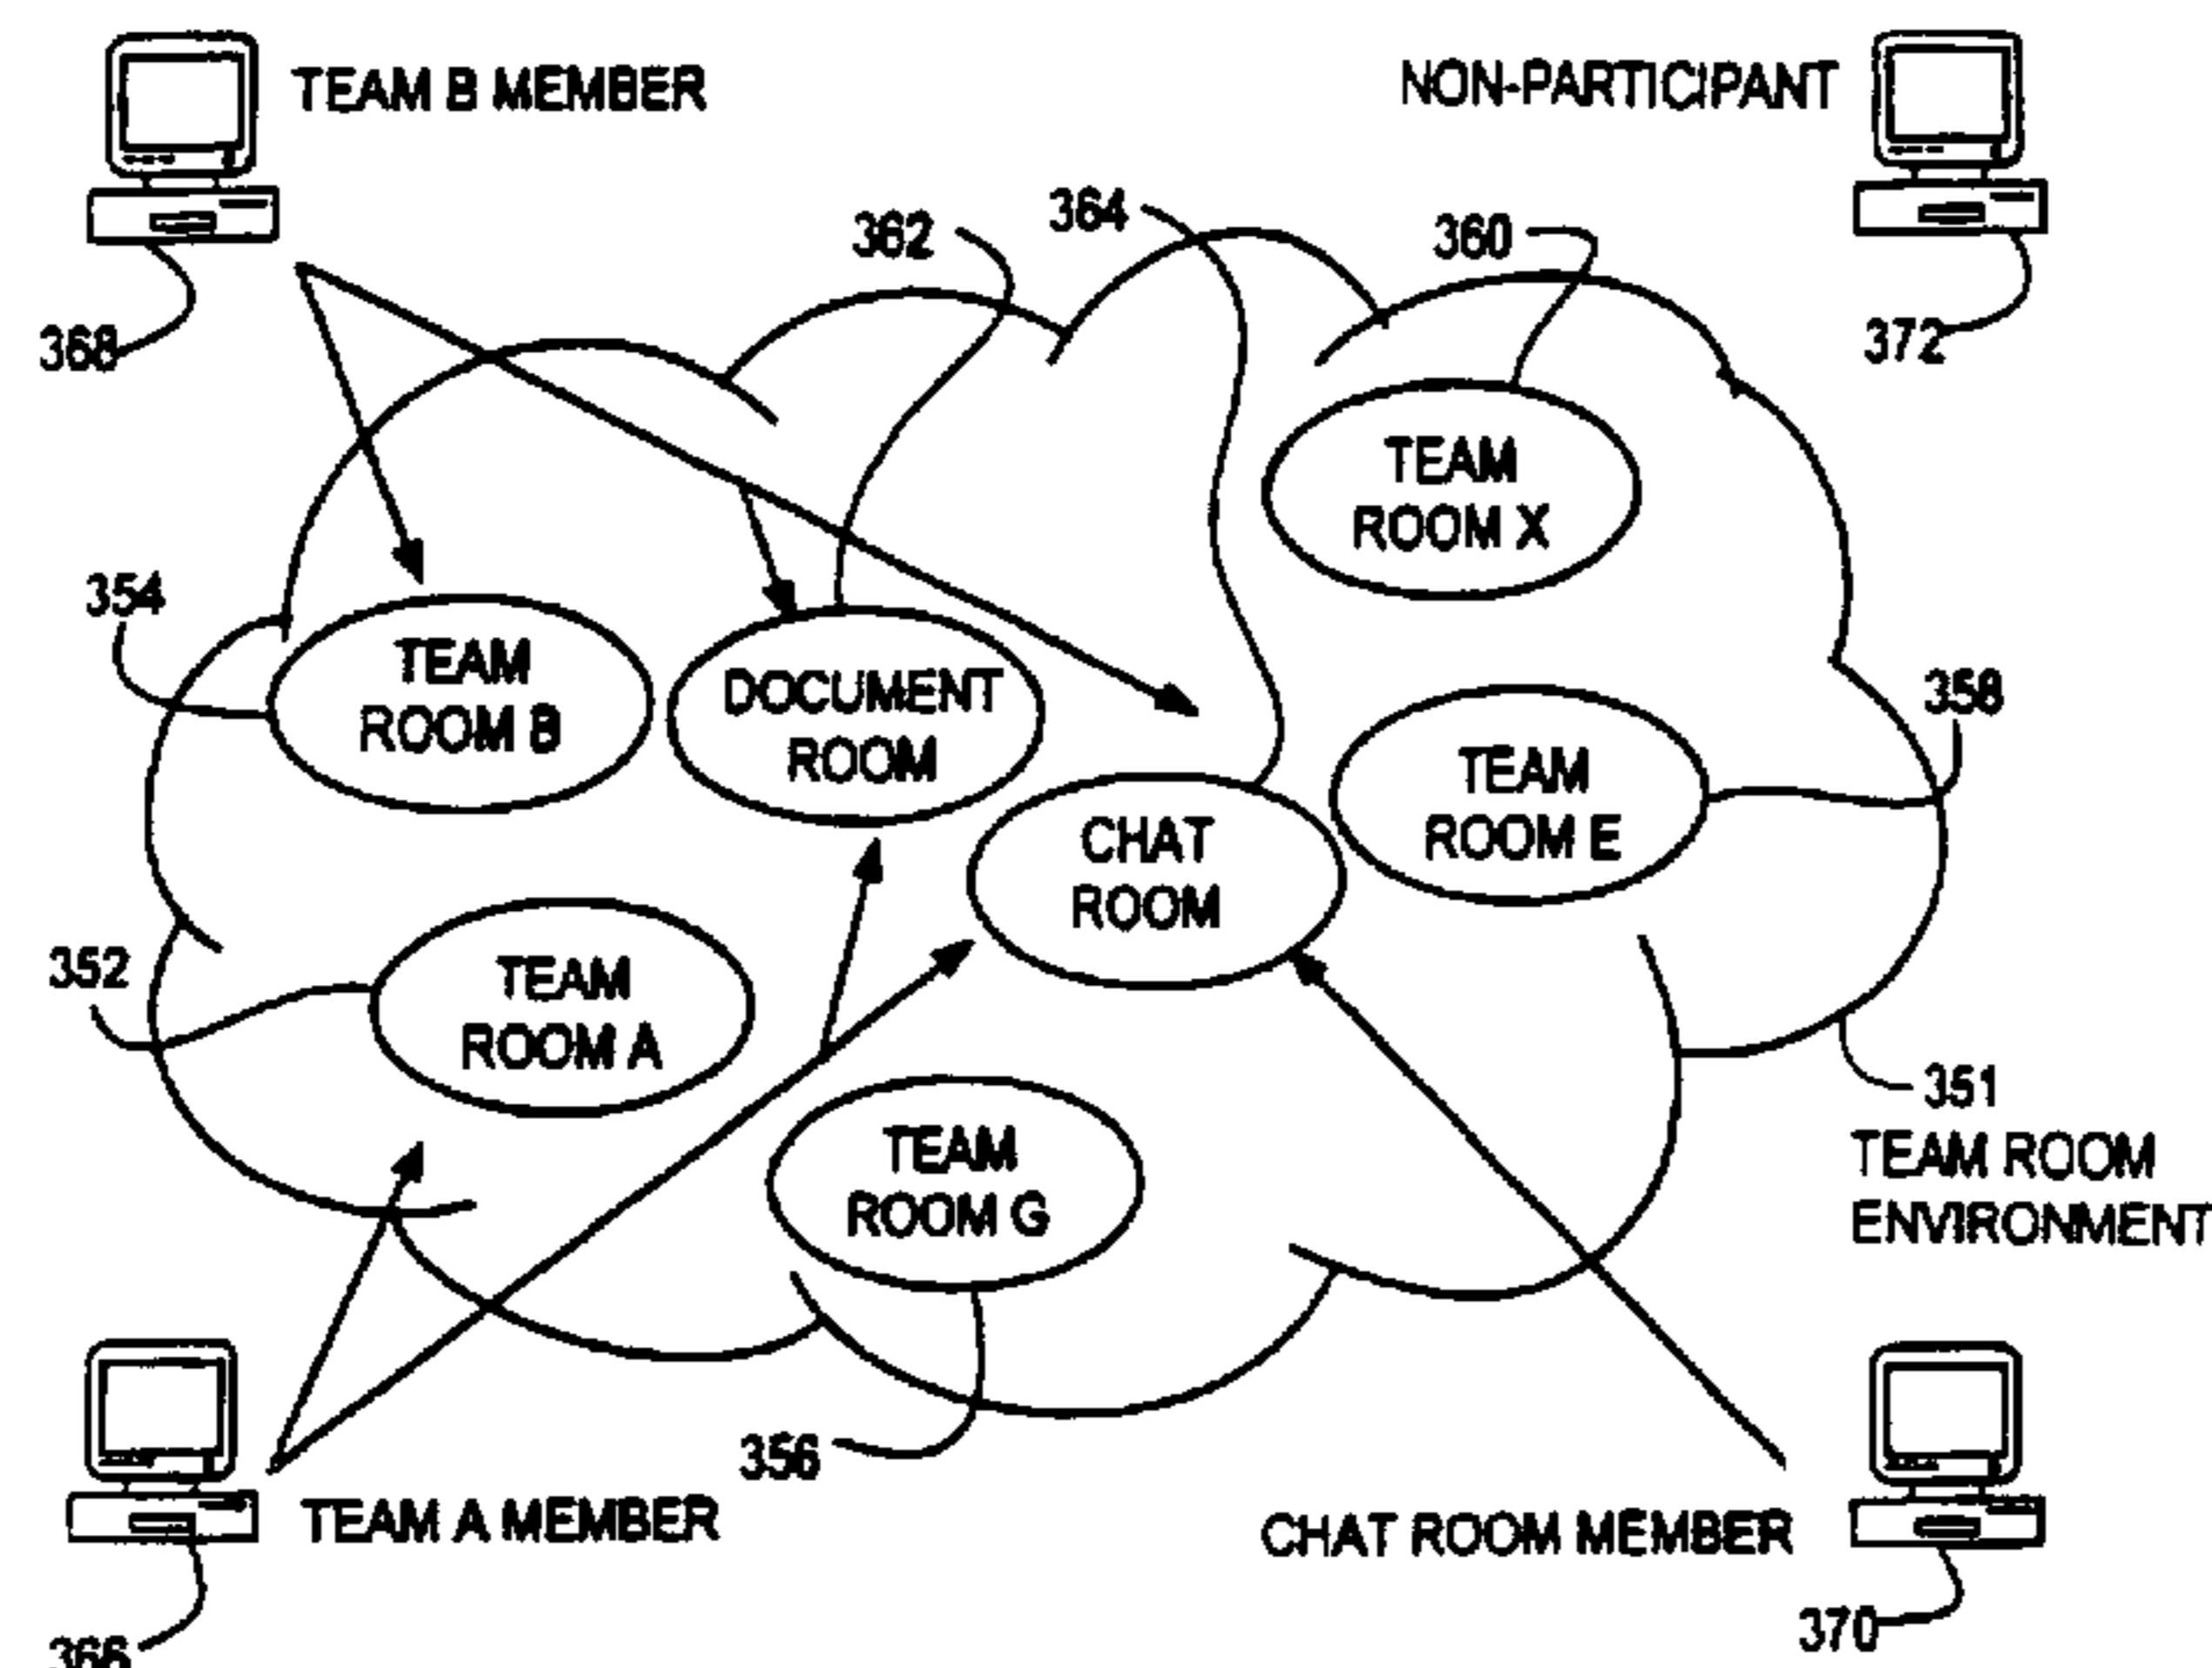 TEAM B MEMBER
NON-PARTICIPANT
362
364
360
368
372
TEAM
ROOM X
354
TEAM
ROOM B
DOCUMENT
ROOM
358
TEAM
ROOM E
CHAT
ROOM
352
TEAM
ROOM A
351
TEAM ROOM
ENVIRONMENT
TEAM
ROOM G
356
TEAM A MEMBER
CHAT ROOM MEMBER
366
370